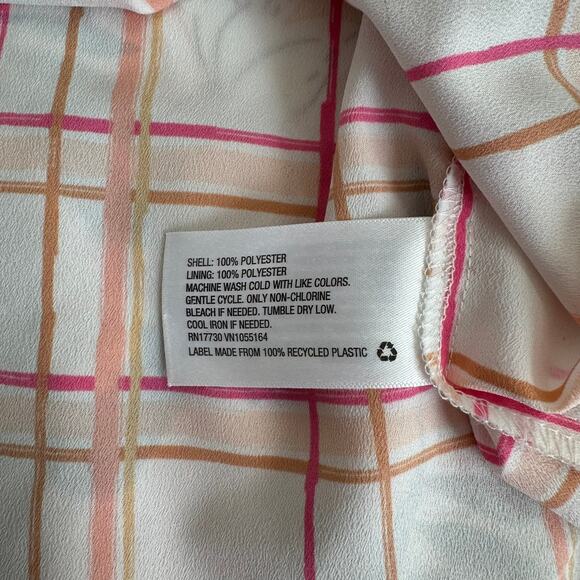 SHELL: 100% POLYESTER
LINING: 100% POLYESTER
MACHINE WASH COLD WITH LIKE COLORS.
GENTLE CYCLE. ONLY NON-CHLORINE
BLEACH IF NEEDED. TUMBLE DRY LOW.
COOL IRON IF NEEDED.
RN17730 VN1055164
LABEL MADE FROM 100% RECYCLED PLASTIC